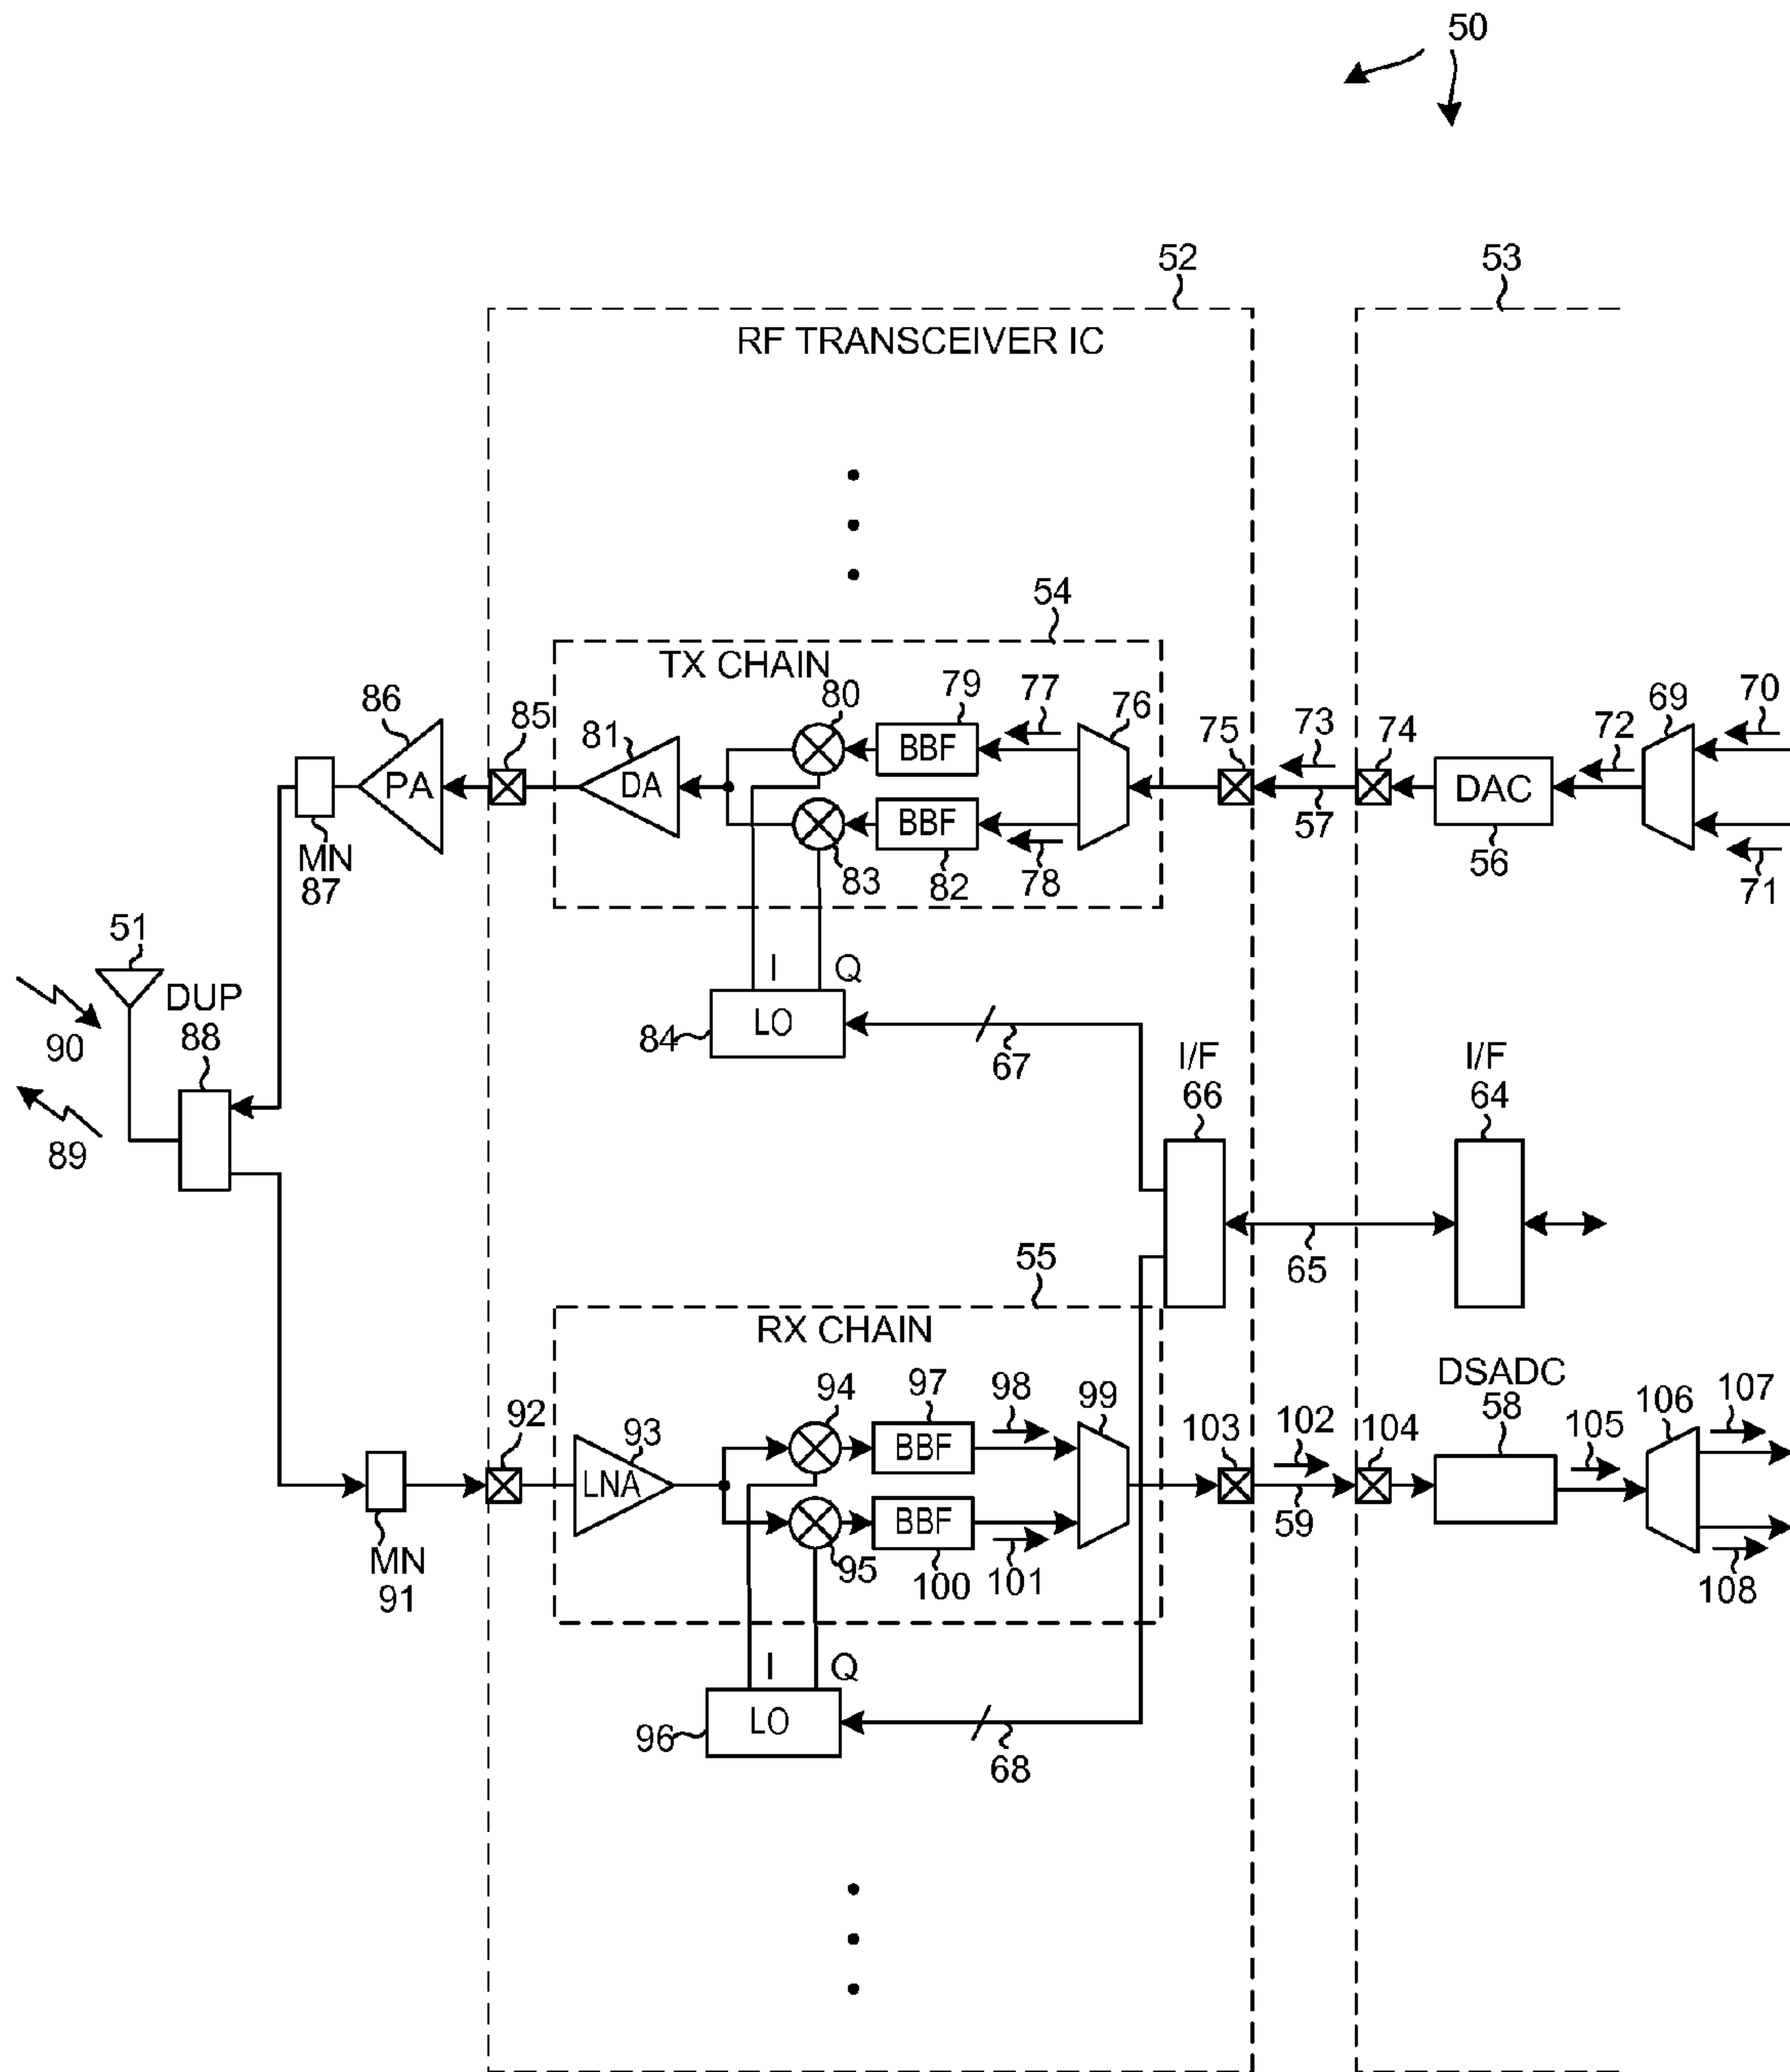 50
52
53
RF TRANSCEIVER IC
54
TX CHAIN
86
85
81
80
79
77
76
75
73
74
72
69
70
PA
DA
BBF
BBF
DAC
MN
87
83
82
78
57
56
71
51
DUP
88
90
89
I Q
84
LO
67
I/F
66
I/F
64
65
55
RX CHAIN
DSADC
58
92
93
94
97
98
99
103
102
104
105
106
107
LNA
BBF
BBF
MN
91
95
100
101
59
108
I Q
96
LO
68